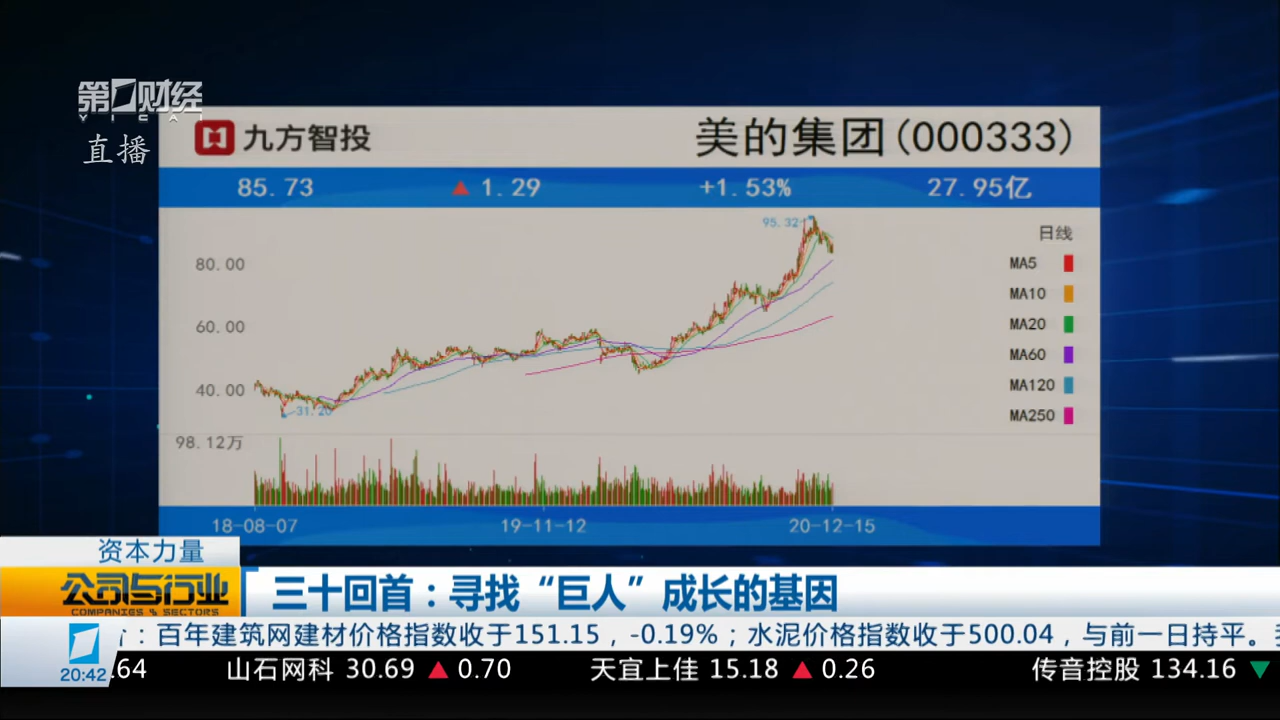 第一财经
YICAI
直播
九方智投
美的集团(000333)
85.73 ▲ 1.29 +1.53% 27.95亿
95.32
日线
80.00
60.00
40.00
31.20
MA5
MA10
MA20
MA60
MA120
MA250
98.12万
18-08-07 19-11-12 20-12-15
资本力量
公司与行业
COMPANIES & SECTORS
三十回首：寻找“巨人”成长的基因
：百年建筑网建材价格指数收于151.15，-0.19%；水泥价格指数收于500.04，与前一日持平。
20:42
.64 山石网科 30.69 ▲ 0.70 天宜上佳 15.18 ▲ 0.26 传音控股 134.16 ▼